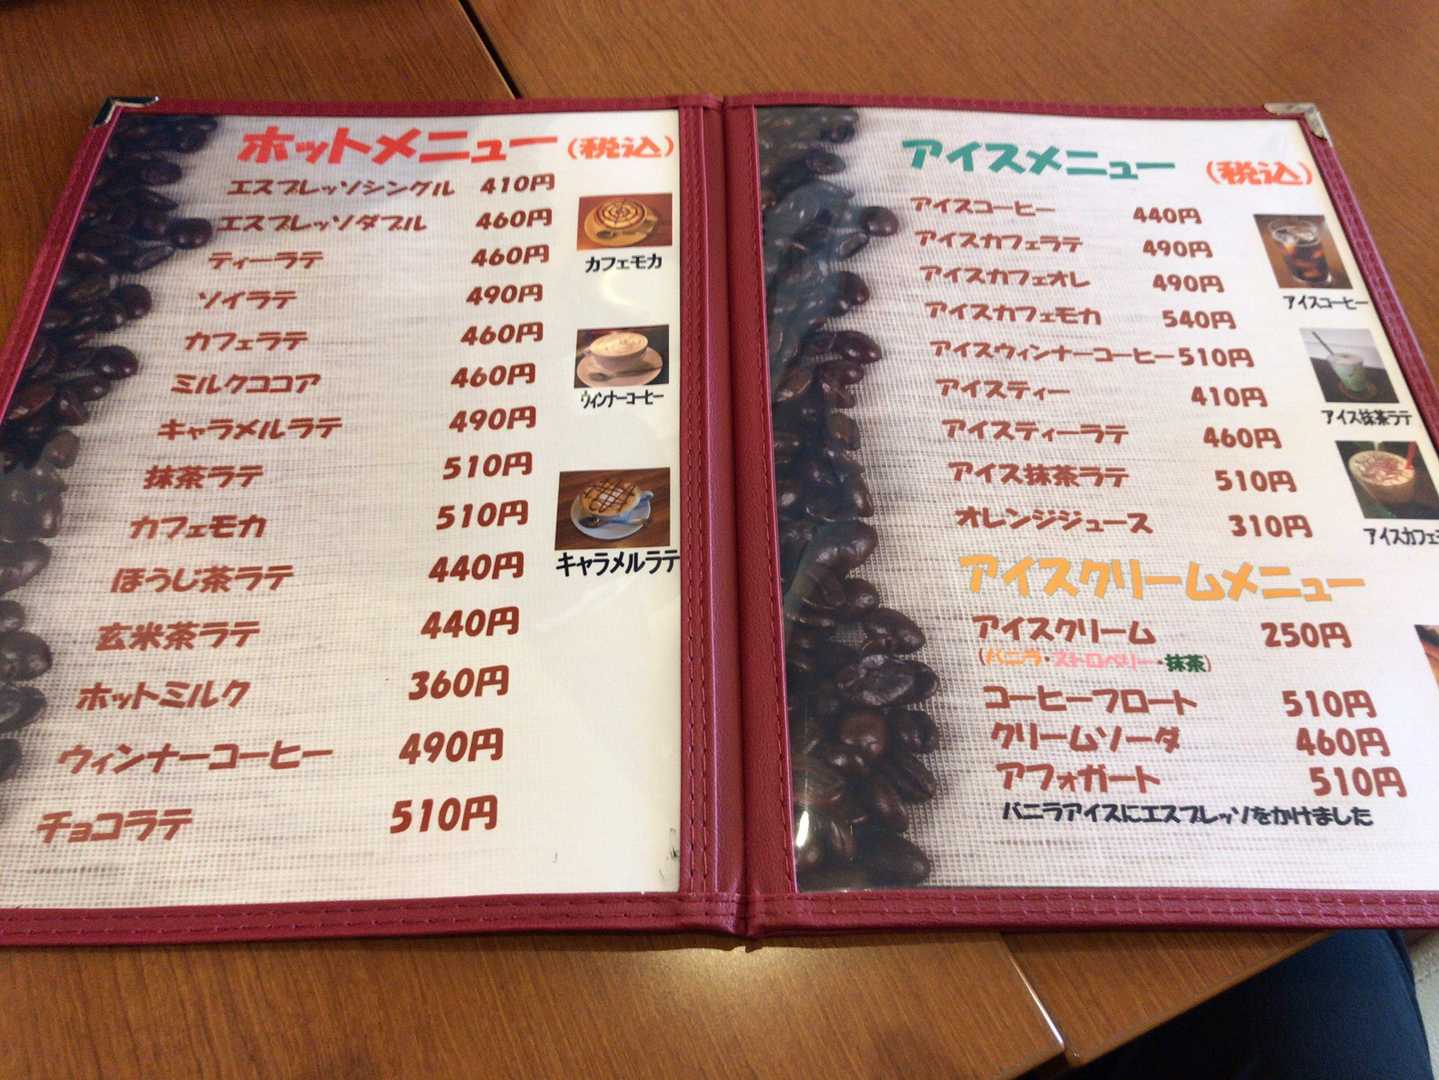 ホットメニュー(税込)
エスプレッソシングル 410円
エスプレッソダブル 460円
ティーラテ 460円
ソイラテ 490円
カフェラテ 460円
ミルクココア 460円
キャラメルラテ 490円
抹茶ラテ 510円
カフェモカ 510円
ほうじ茶ラテ 440円
玄米茶ラテ 440円
ホットミルク 360円
ウィンナーコーヒー 490円
チョコラテ 510円
カフェモカ
ウィンナーコーヒー
キャラメルラテ
アイスメニュー (税込)
アイスコーヒー 440円
アイスカフェラテ 490円
アイスカフェオレ 490円
アイスカフェモカ 540円
アイスウィンナーコーヒー 510円
アイスティー 410円
アイスティーラテ 460円
アイス抹茶ラテ 510円
オレンジジュース 310円
アイスコーヒー
アイス抹茶ラテ
アイスカフェモ
アイスクリームメニュー
アイスクリーム 250円
(バニラ・ストロベリー・抹茶)
コーヒーフロート 510円
クリームソーダ 460円
アフォガート 510円
バニラアイスにエスプレッソをかけました